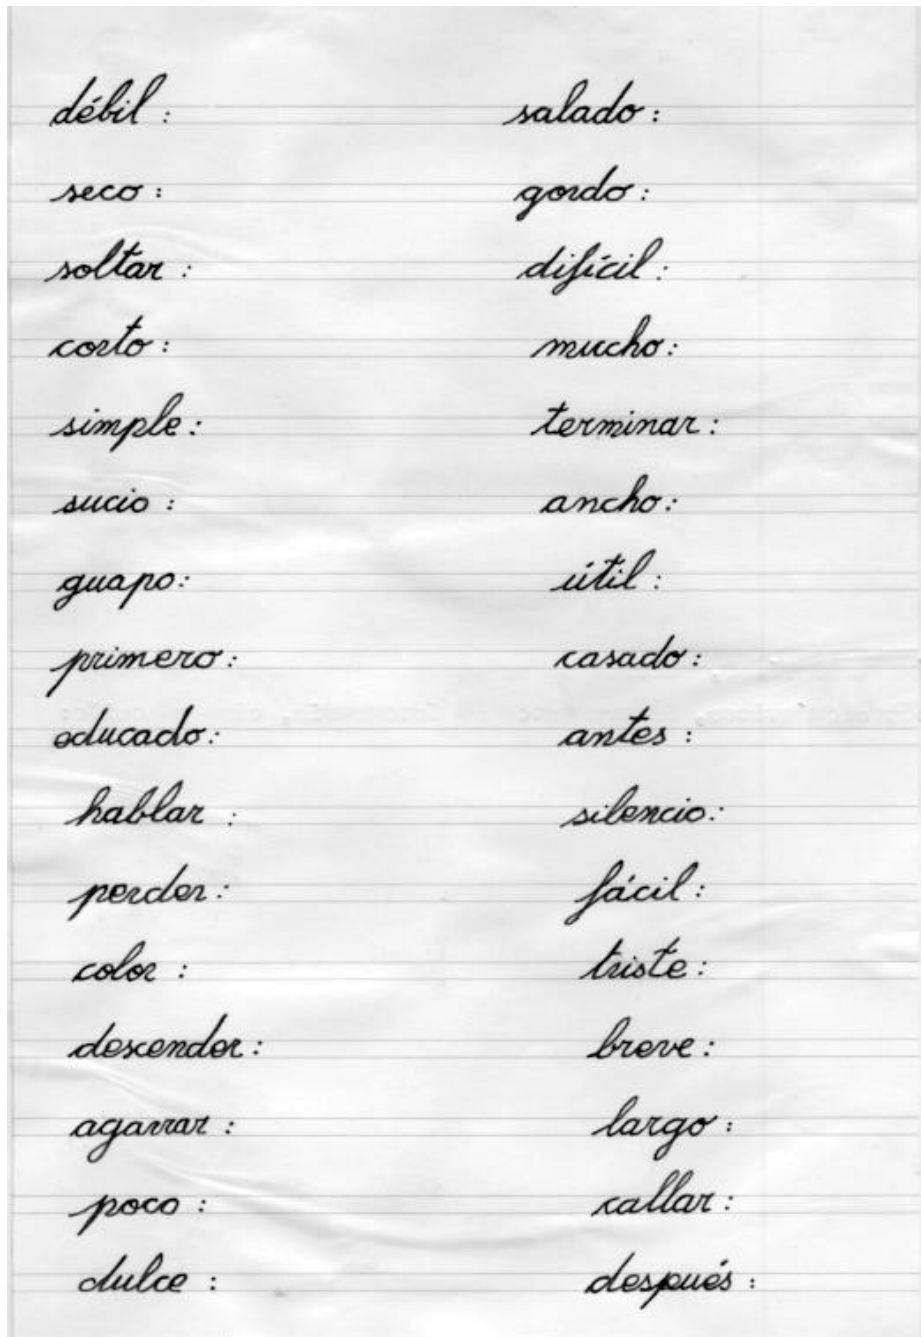 débil : salado :
seco : gordo :
soltar : difícil :
corto : mucho :
simple : terminar :
sucio : ancho :
guapo : útil :
primero : casado :
educado : antes :
hablar : silencio :
perder : fácil :
color : triste :
descender : breve :
agarrar : largo :
poco : callar :
dulce : después :